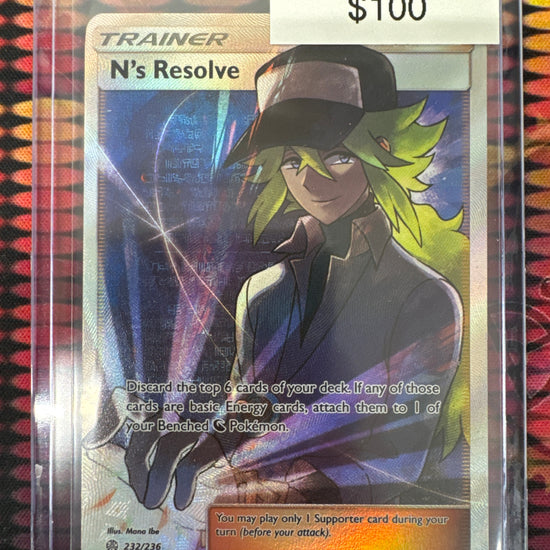 $100
TRAINER
N's Resolve
Discard the top 6 cards of your deck. If any of those
cards are basic Energy cards, attach them to 1 of
your Benched Pokémon.
Illus. Mono Ibe
You may play only 1 Supporter card during your
232/236
turn (before your attack).